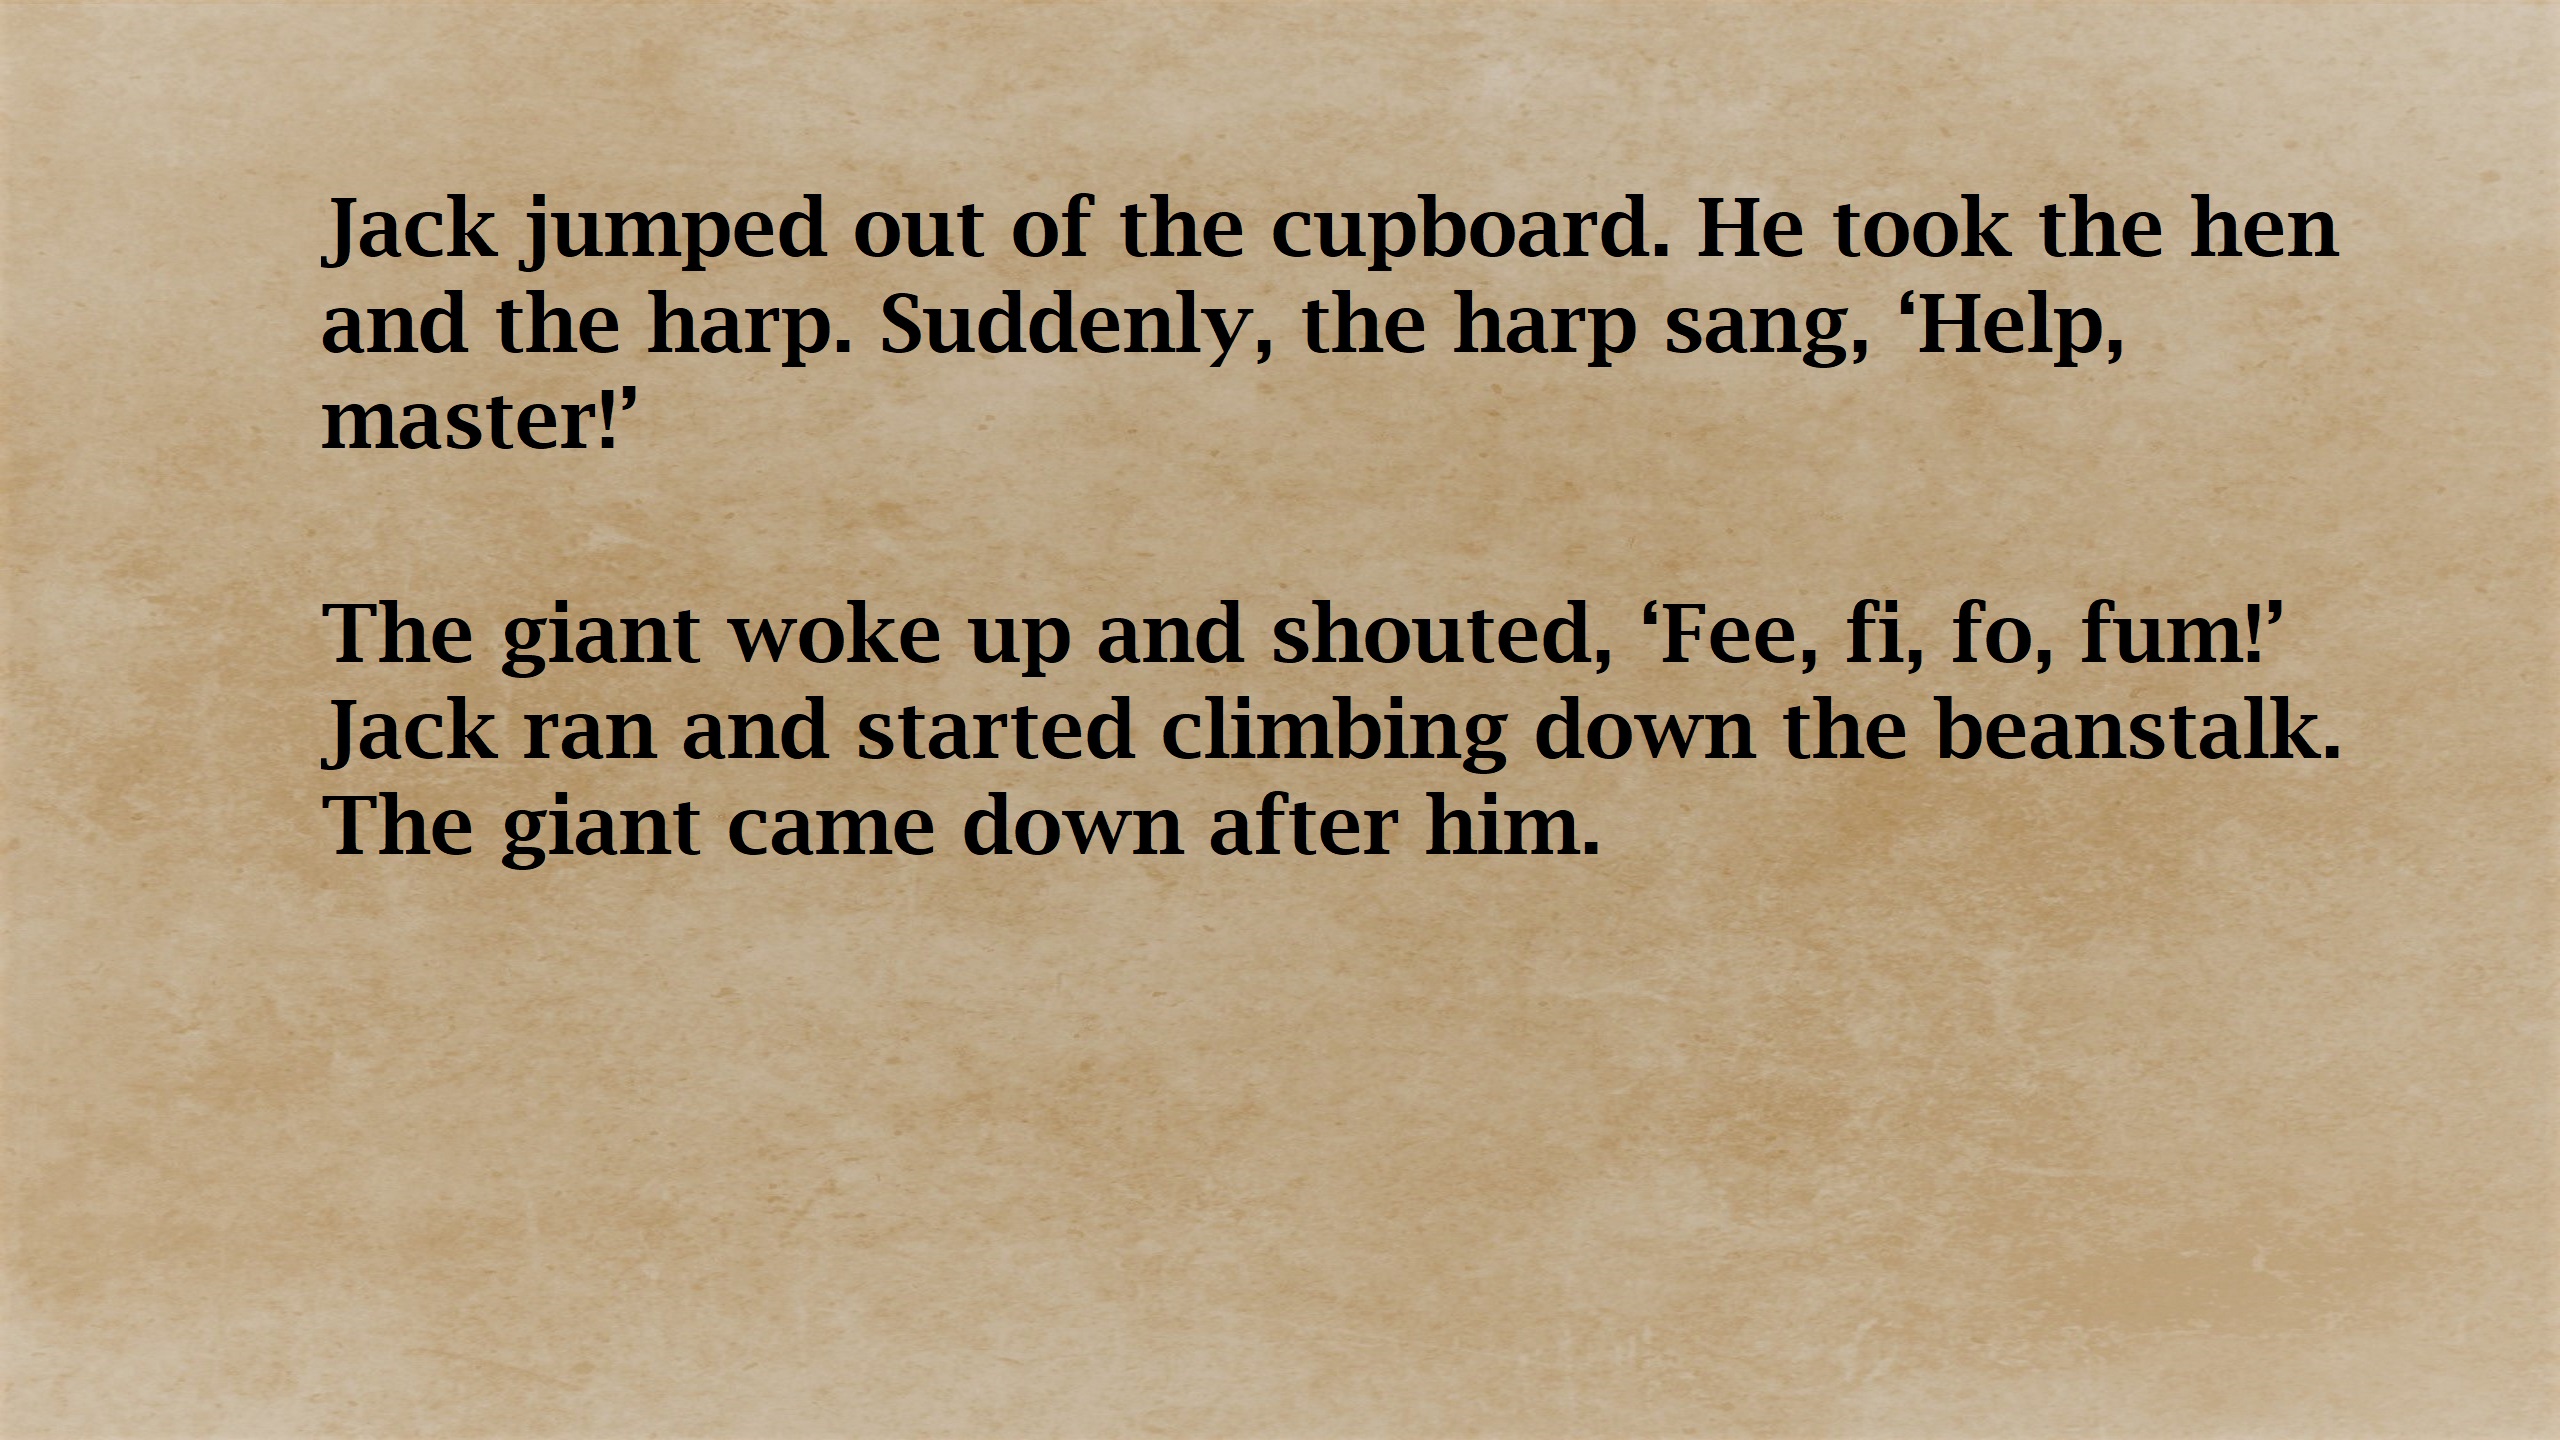 Jack jumped out of the cupboard. He took the hen
and the harp. Suddenly, the harp sang, ‘Help,
master!’
The giant woke up and shouted, ‘Fee, fi, fo, fum!’
Jack ran and started climbing down the beanstalk.
The giant came down after him.